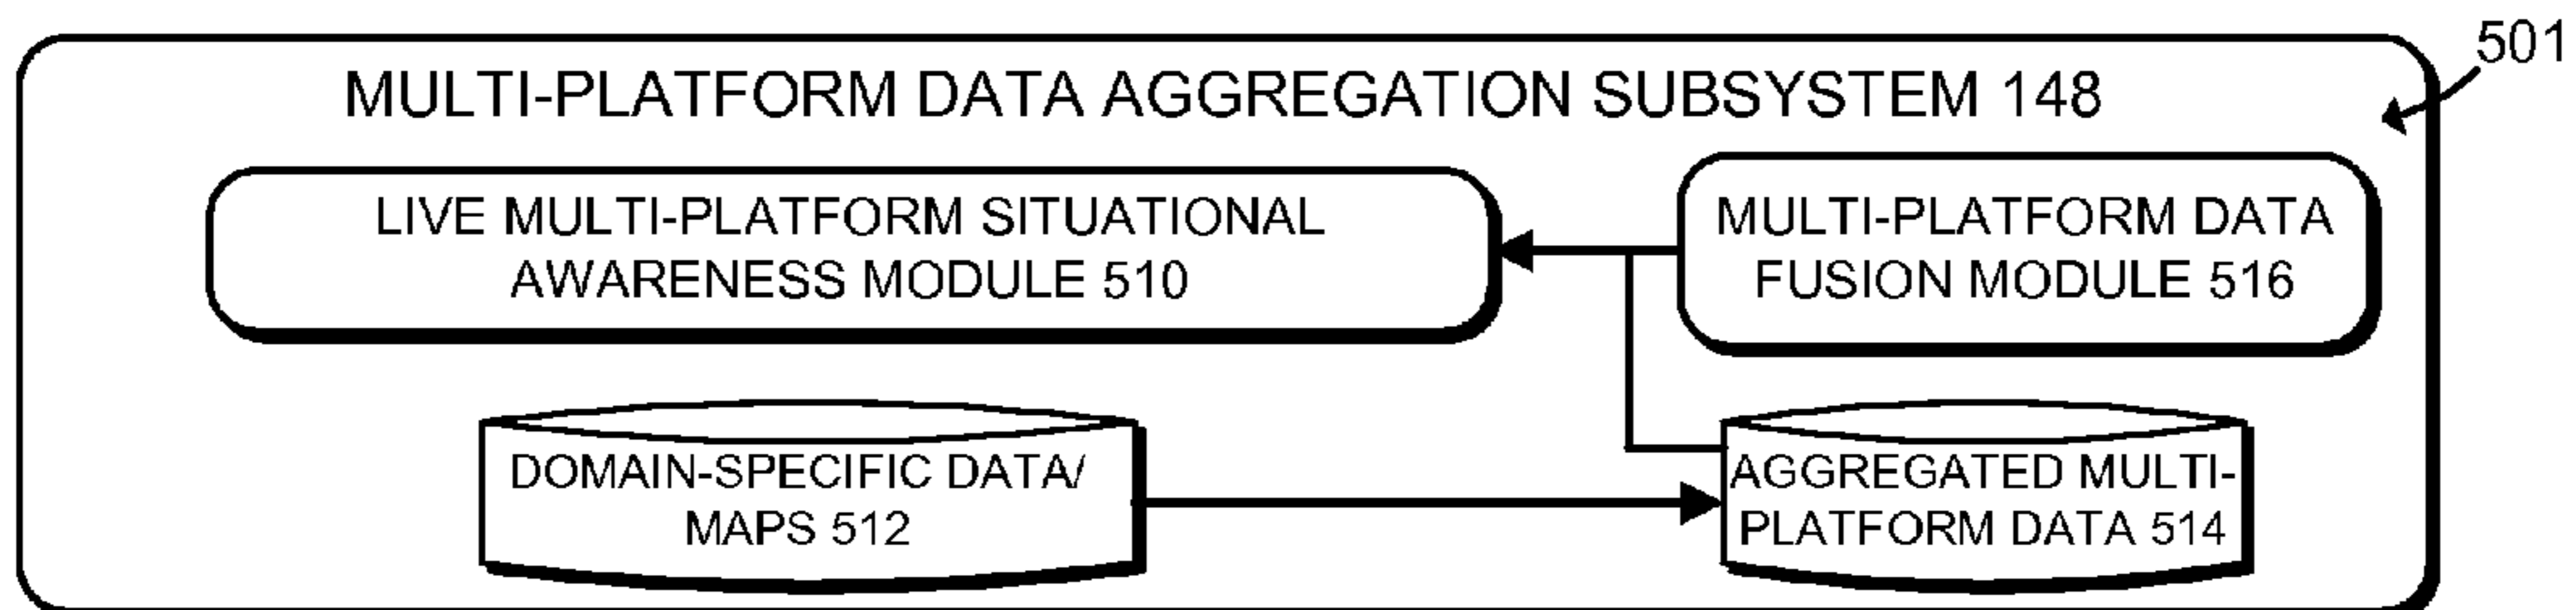 501
MULTI-PLATFORM DATA AGGREGATION SUBSYSTEM 148
LIVE MULTI-PLATFORM SITUATIONAL
AWARENESS MODULE 510
MULTI-PLATFORM DATA
FUSION MODULE 516
DOMAIN-SPECIFIC DATA/
MAPS 512
AGGREGATED MULTI-
PLATFORM DATA 514